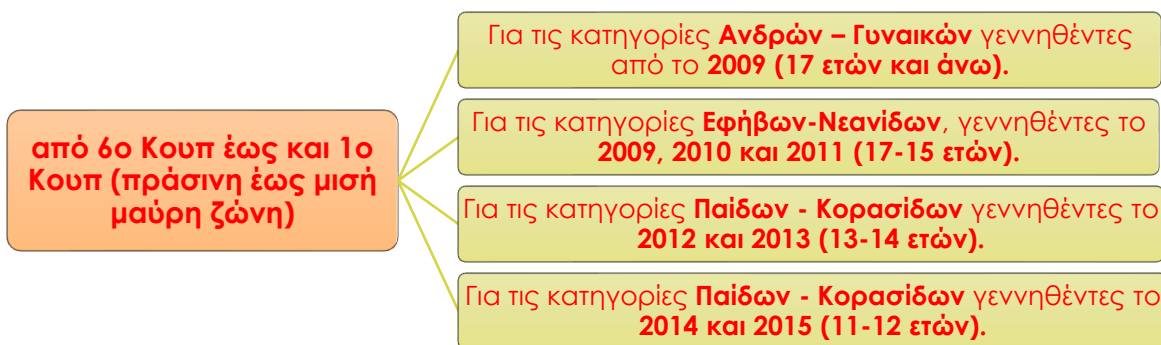 από 6ο Κουπ έως και 1ο
Κουπ (πράσινη έως μισή
μαύρη ζώνη)
Για τις κατηγορίες Ανδρών – Γυναικών γεννηθέντες
από το 2009 (17 ετών και άνω).
Για τις κατηγορίες Εφήβων-Νεανίδων, γεννηθέντες το
2009, 2010 και 2011 (17-15 ετών).
Για τις κατηγορίες Παίδων - Κορασίδων γεννηθέντες το
2012 και 2013 (13-14 ετών).
Για τις κατηγορίες Παίδων - Κορασίδων γεννηθέντες το
2014 και 2015 (11-12 ετών).